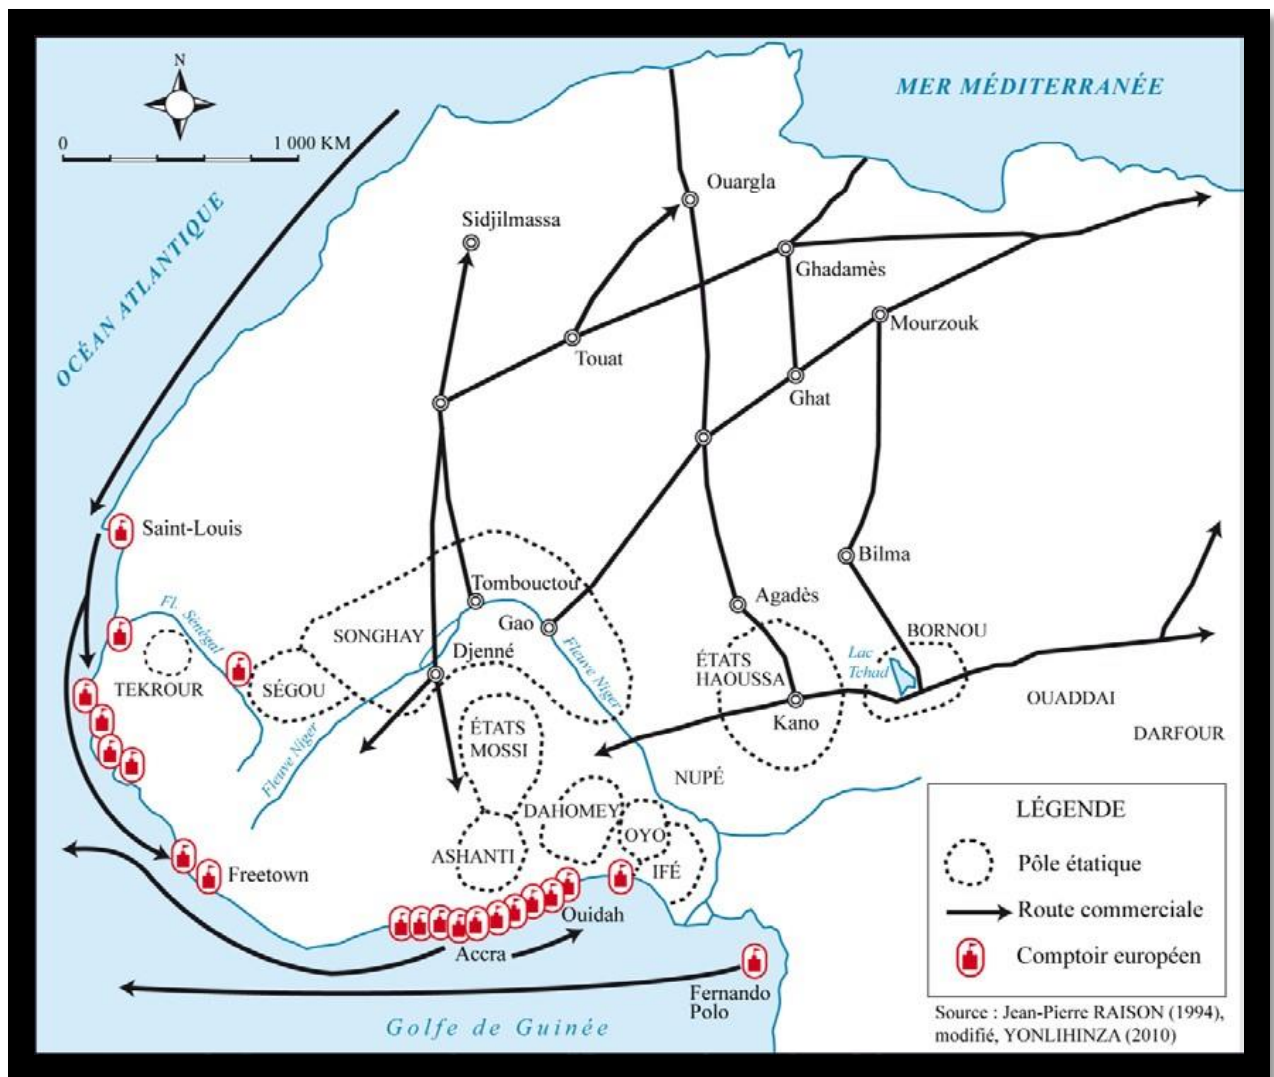 N
0
1 000 KM
MER MÉDITERRANÉE
OCÉAN ATLANTIQUE
Ouargla
Sidjilmassa
Ghadamès
Mourzouk
Touat
Ghat
Saint-Louis
Bilma
Tombouctou
Agadès
Fl. Sénégal
Gao
SONGHAY
BORNOU
Djenné
Fleuve Niger
ÉTATS
HAOUSSA
Lac
Tchad
TEKROUR
SÉGOU
OUADDAI
Kano
ÉTATS
MOSSI
DARFOUR
Fleuve Niger
NUPÉ
DAHOMEY
OYO
ASHANTI
IFÉ
Freetown
Ouidah
Accra
Fernando
Polo
Golfe de Guinée
LÉGENDE
Pôle étatique
Route commerciale
Comptoir européen
Source : Jean-Pierre RAISON (1994),
modifié, YONLIHINZA (2010)